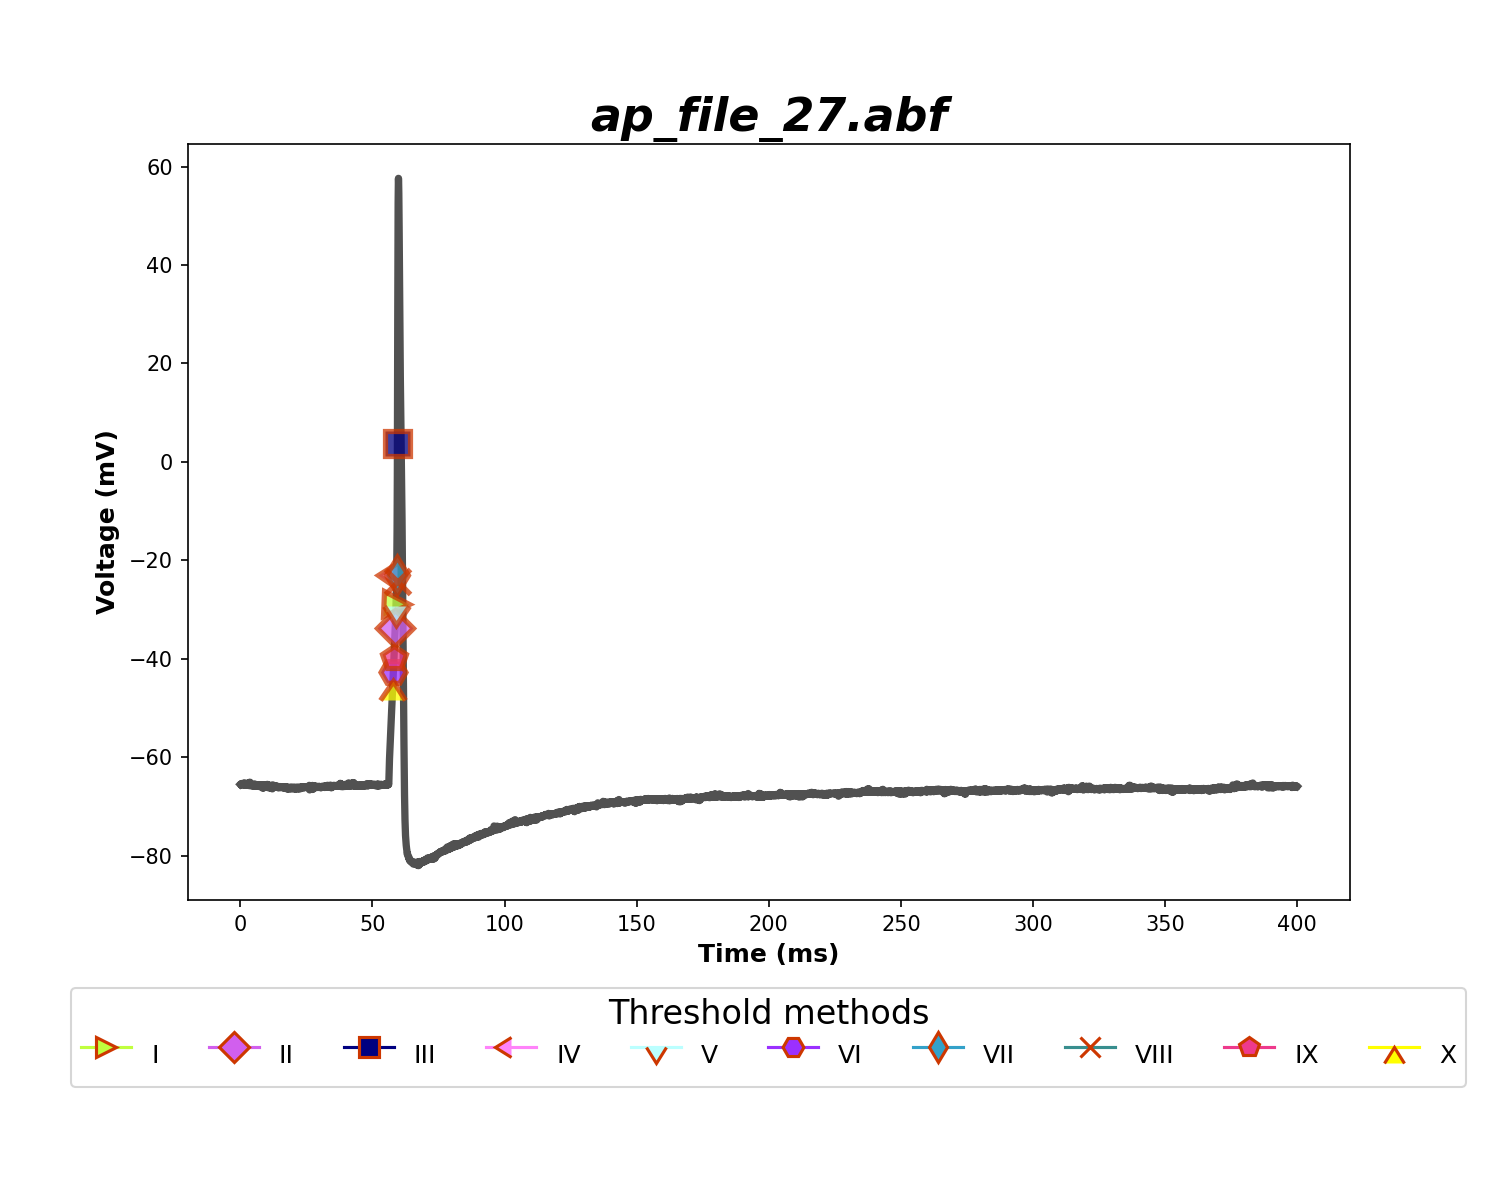 ap_file_27.abf
60
40
20
0
−20
−40
−60
−80
Voltage (mV)
0 50 100 150 200 250 300 350 400
Time (ms)
Threshold methods
I II III IV V VI VII VIII IX X